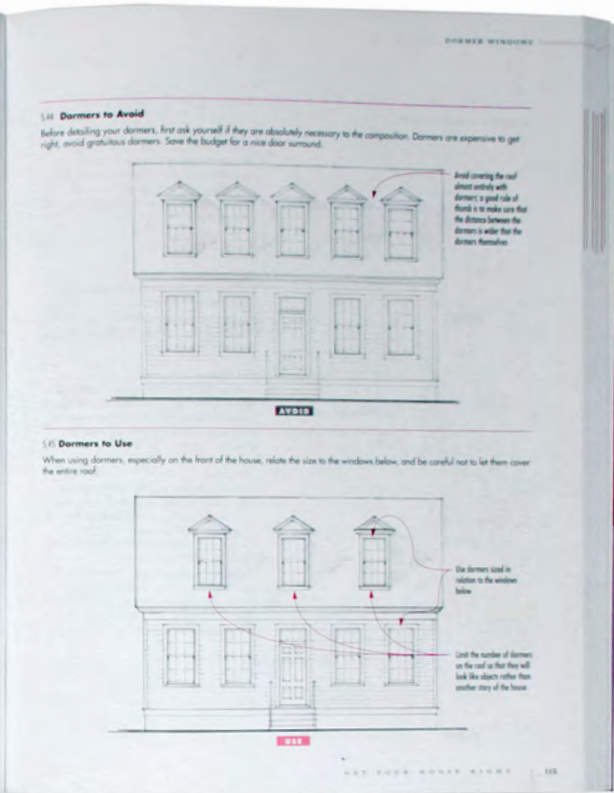 DORMER WINDOWS
5.44 Dormers to Avoid
Before detailing your dormers, first ask yourself if they are absolutely necessary to the composition. Dormers are expensive to get
right, avoid gratuitous dormers. Save the budget for a nice door surround.
Avoid covering the roof
almost entirely with
dormers; a good rule of
thumb is to make sure that
the distance between the
dormers is wider that the
dormers themselves
AVOID
5.45 Dormers to Use
When using dormers, especially on the front of the house, relate the size to the windows below, and be careful not to let them cover
the entire roof.
Use dormers sized in
relation to the windows
below
Limit the number of dormers
on the roof so that they will
look like objects rather than
another story of the house
USE
GET YOUR HOUSE RIGHT 115